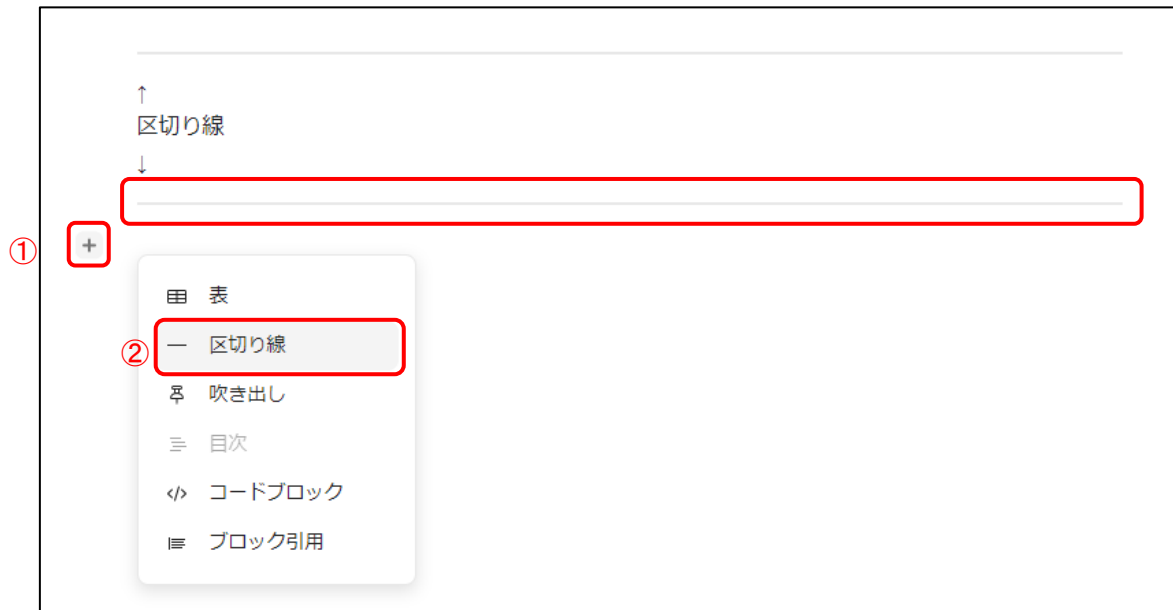 ↑
区切り線
↓
①
+
表
② 区切り線
吹き出し
目次
</> コードブロック
ブロック引用